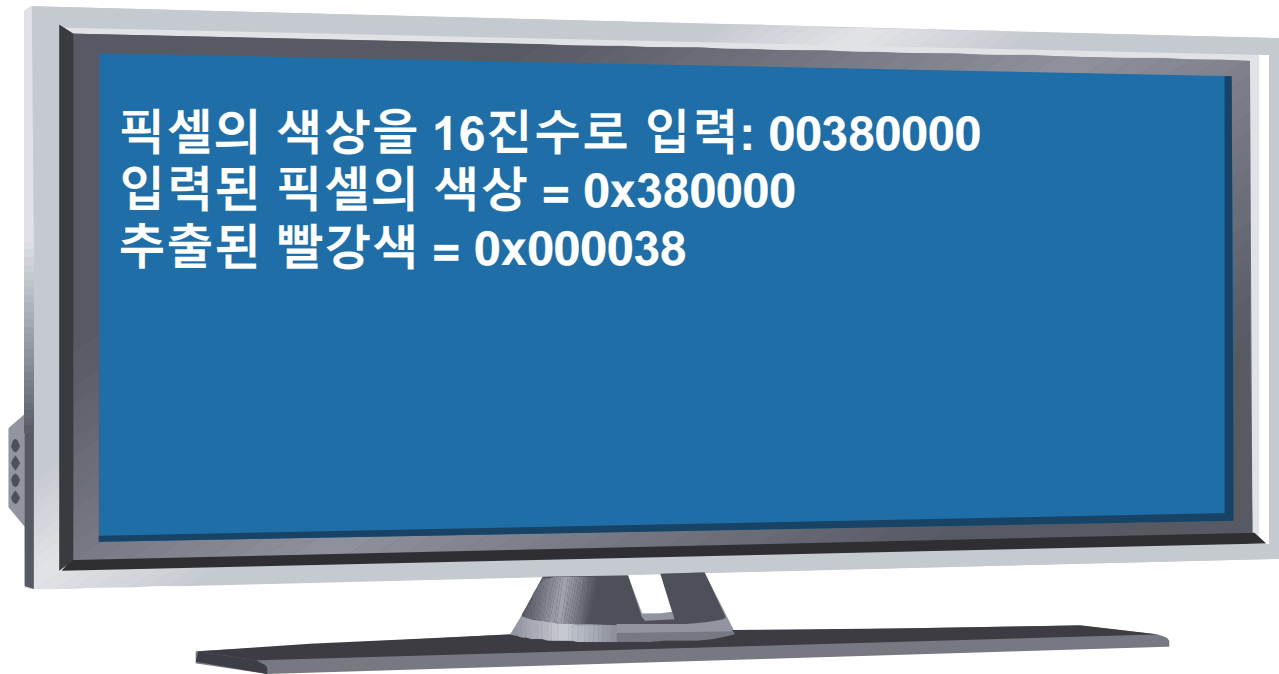 픽셀의 색상을 16진수로 입력: 00380000
입력된 픽셀의 색상 = 0x380000
추출된 빨강색 = 0x000038